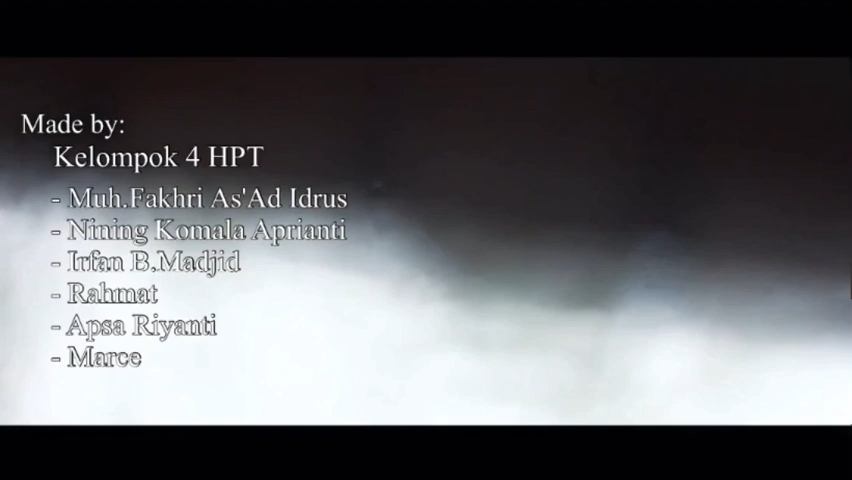 Made by:
Kelompok 4 HPT
- Muh.Fakhri As'Ad Idrus
- Nining Komala Aprianti
- Irfan B.Madjid
- Rahmat
- Apsa Riyanti
- Marce